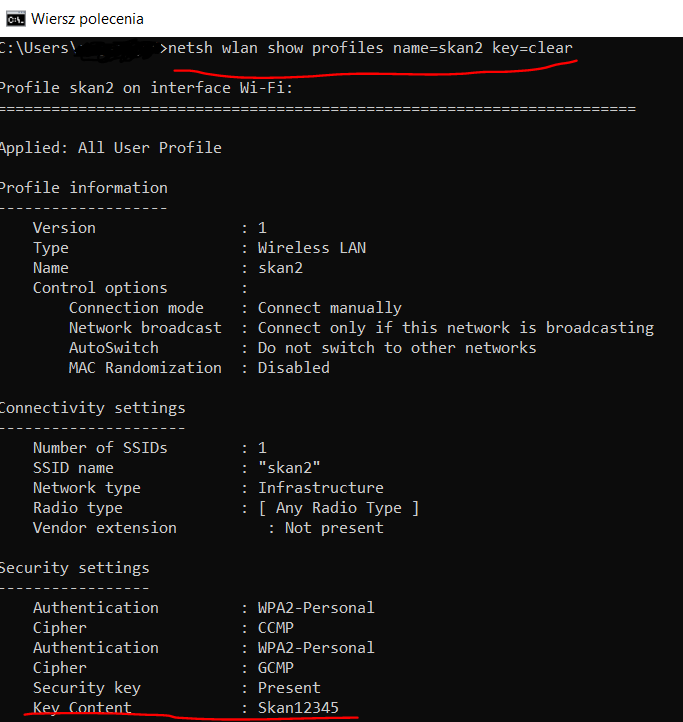 Wiersz polecenia
C:\Users\ >netsh wlan show profiles name=skan2 key=clear
Profile skan2 on interface Wi-Fi:
=======================================================================
Applied: All User Profile
Profile information
-------------------
Version : 1
Type : Wireless LAN
Name : skan2
Control options :
Connection mode : Connect manually
Network broadcast : Connect only if this network is broadcasting
AutoSwitch : Do not switch to other networks
MAC Randomization : Disabled
Connectivity settings
---------------------
Number of SSIDs : 1
SSID name : "skan2"
Network type : Infrastructure
Radio type : [ Any Radio Type ]
Vendor extension : Not present
Security settings
-----------------
Authentication : WPA2-Personal
Cipher : CCMP
Authentication : WPA2-Personal
Cipher : GCMP
Security key : Present
Key Content : Skan12345